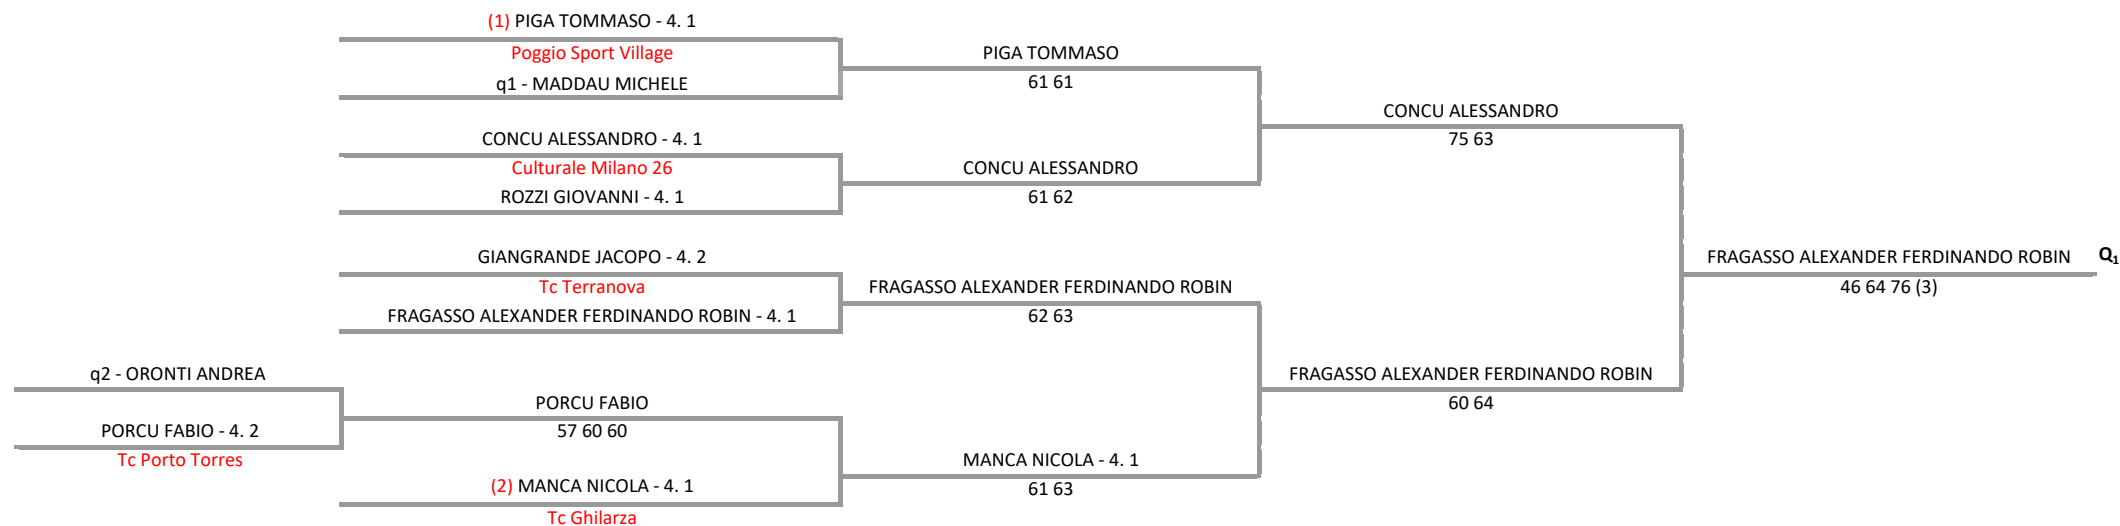 (1) PIGA TOMMASO - 4. 1
Poggio Sport Village
q1 - MADDAU MICHELE
CONCU ALESSANDRO - 4. 1
Culturale Milano 26
ROZZI GIOVANNI - 4. 1
GIANGRANDE JACOPO - 4. 2
Tc Terranova
FRAGASSO ALEXANDER FERDINANDO ROBIN - 4. 1
q2 - ORONTI ANDREA
PORCU FABIO - 4. 2
Tc Porto Torres
PORCU FABIO
57 60 60
(2) MANCA NICOLA - 4. 1
Tc Ghilarza
PIGA TOMMASO
61 61
CONCU ALESSANDRO
61 62
FRAGASSO ALEXANDER FERDINANDO ROBIN
62 63
MANCA NICOLA - 4. 1
61 63
CONCU ALESSANDRO
75 63
FRAGASSO ALEXANDER FERDINANDO ROBIN
60 64
FRAGASSO ALEXANDER FERDINANDO ROBIN Q₁
46 64 76 (3)